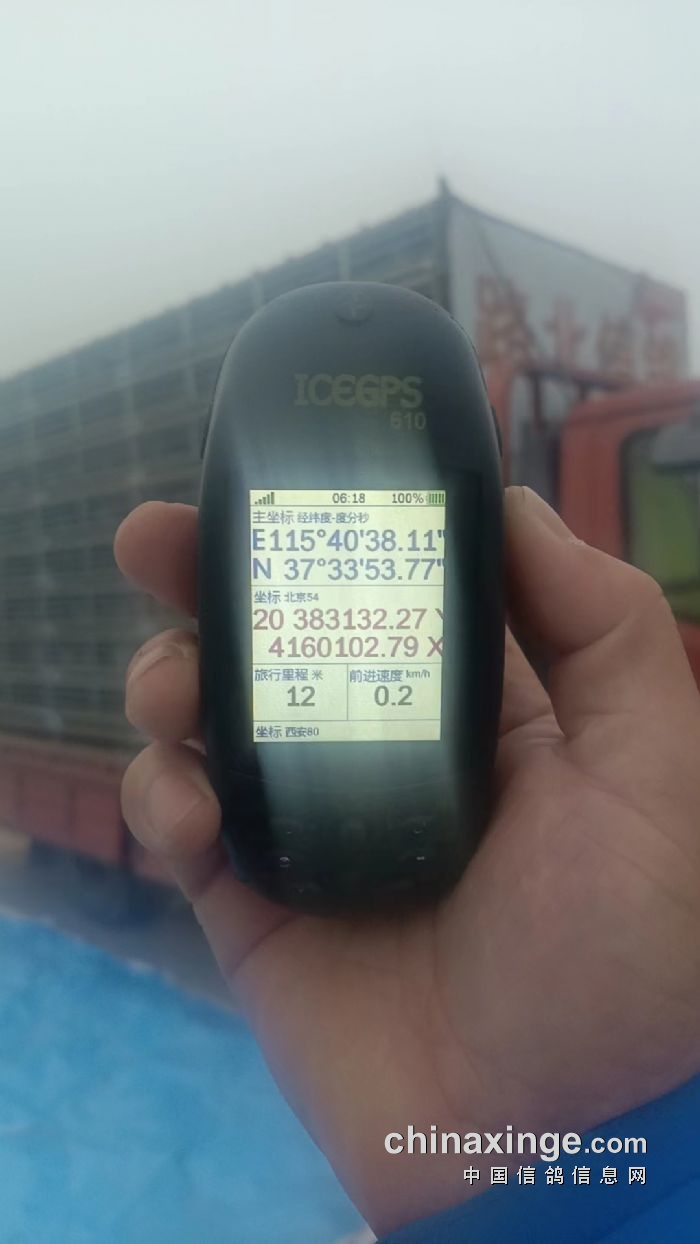 ICEGPS
610
06:18 100%
主坐标 经纬度-度分秒
E115°40'38.11"
N 37°33'53.77"
坐标 北京54
20 383132.27 Y
4160102.79 X
旅行里程 米 前进速度 km/h
12 0.2
坐标 西安80
chinaxinge.com
中国信鸽信息网